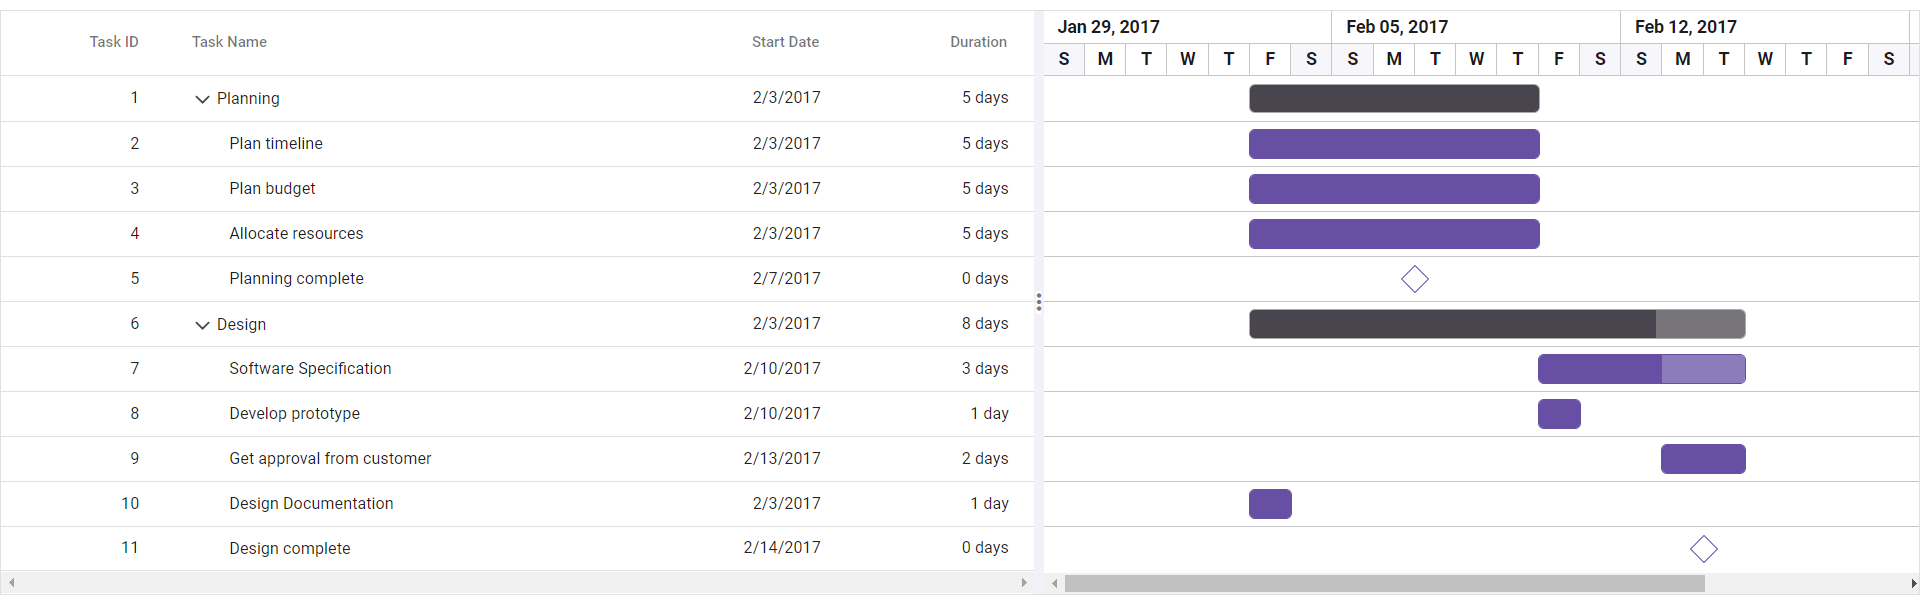 Task ID Task Name Start Date Duration
Jan 29, 2017 Feb 05, 2017 Feb 12, 2017
S M T W T F S S M T W T F S S M T W T F S
1 Planning 2/3/2017 5 days
2 Plan timeline 2/3/2017 5 days
3 Plan budget 2/3/2017 5 days
4 Allocate resources 2/3/2017 5 days
5 Planning complete 2/7/2017 0 days
6 Design 2/3/2017 8 days
7 Software Specification 2/10/2017 3 days
8 Develop prototype 2/10/2017 1 day
9 Get approval from customer 2/13/2017 2 days
10 Design Documentation 2/3/2017 1 day
11 Design complete 2/14/2017 0 days